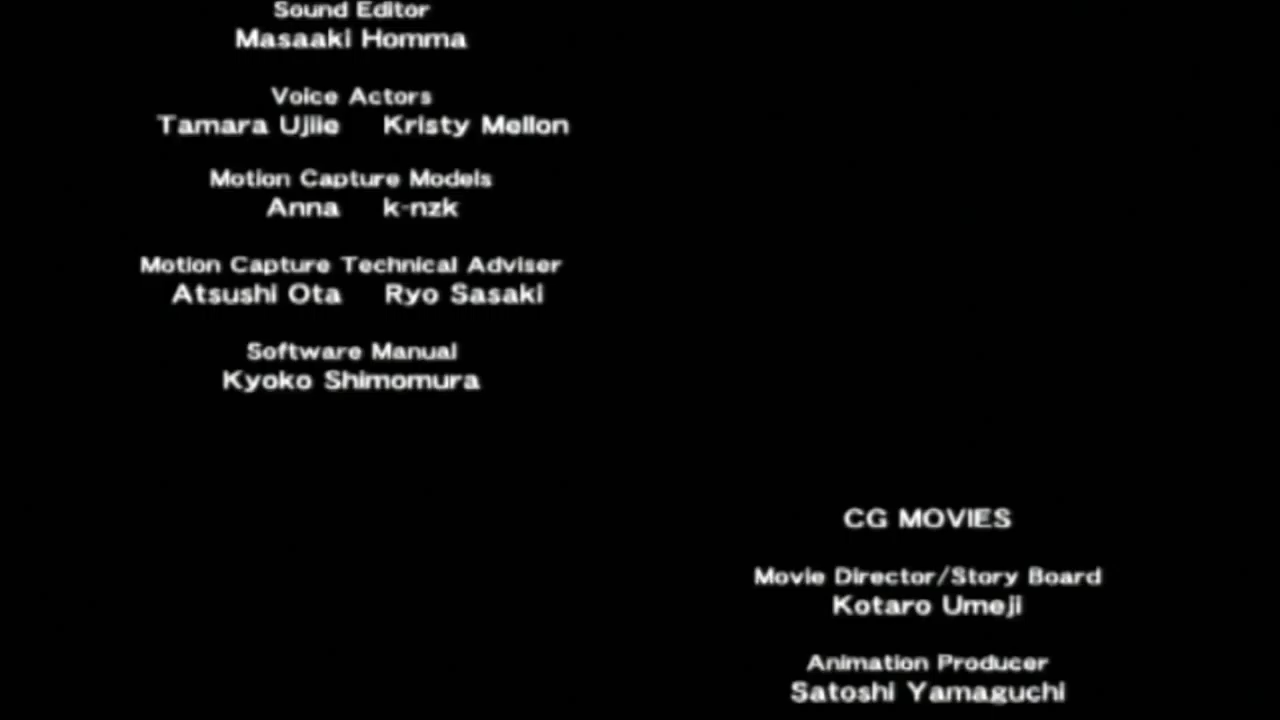 Sound Editor
Masaaki Homma
Voice Actors
Tamara Ujiie Kristy Mellon
Motion Capture Models
Anna k-nzk
Motion Capture Technical Adviser
Atsushi Ota Ryo Sasaki
Software Manual
Kyoko Shimomura
CG MOVIES
Movie Director/Story Board
Kotaro Umeji
Animation Producer
Satoshi Yamaguchi